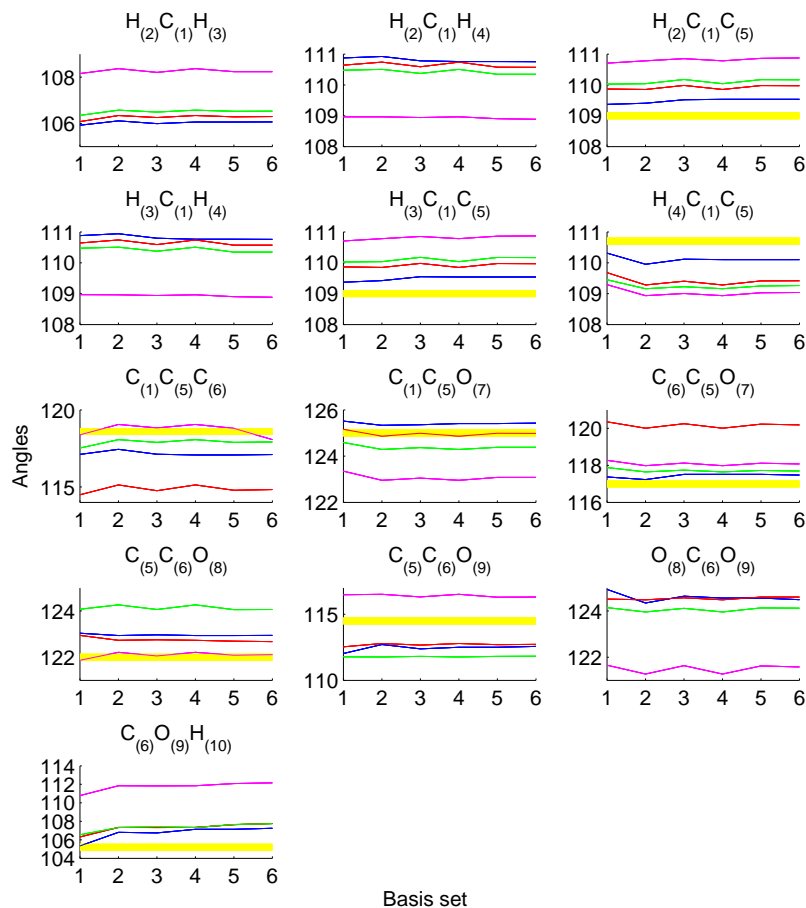 H(2)C(1)H(3) H(2)C(1)H(4) H(2)C(1)C(5)
108
106
1 2 3 4 5 6
111
110
109
108
1 2 3 4 5 6
111
110
109
108
1 2 3 4 5 6
H(3)C(1)H(4) H(3)C(1)C(5) H(4)C(1)C(5)
111
110
109
108
1 2 3 4 5 6
111
110
109
108
1 2 3 4 5 6
111
110
109
108
1 2 3 4 5 6
C(1)C(5)C(6) C(1)C(5)O(7) C(6)C(5)O(7)
Angles
120
115
1 2 3 4 5 6
126
124
122
1 2 3 4 5 6
120
118
116
1 2 3 4 5 6
C(5)C(6)O(8) C(5)C(6)O(9) O(8)C(6)O(9)
124
122
1 2 3 4 5 6
115
110
1 2 3 4 5 6
124
122
1 2 3 4 5 6
C(6)O(9)H(10)
114
112
110
108
106
104
1 2 3 4 5 6
Basis set